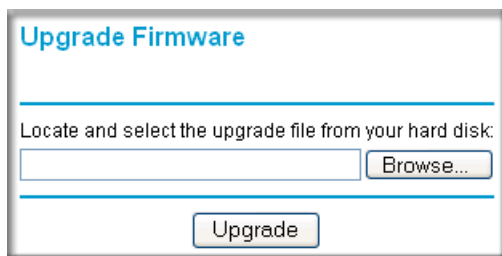 Upgrade Firmware
Locate and select the upgrade file from your hard disk:
Browse...
Upgrade